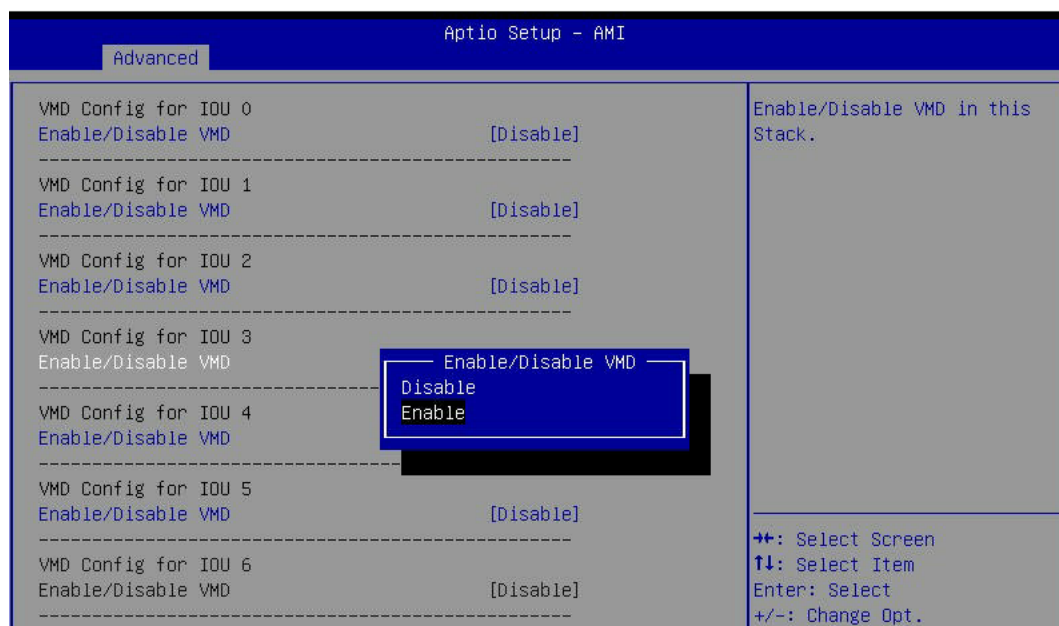 Aptio Setup – AMI
Advanced
VMD Config for IOU 0
Enable/Disable VMD [Disable]
VMD Config for IOU 1
Enable/Disable VMD [Disable]
VMD Config for IOU 2
Enable/Disable VMD [Disable]
VMD Config for IOU 3
Enable/Disable VMD
VMD Config for IOU 4
Enable/Disable VMD
VMD Config for IOU 5
Enable/Disable VMD [Disable]
VMD Config for IOU 6
Enable/Disable VMD [Disable]
Enable/Disable VMD
Disable
Enable
Enable/Disable VMD in this
Stack.
→←: Select Screen
↑↓: Select Item
Enter: Select
+/-: Change Opt.